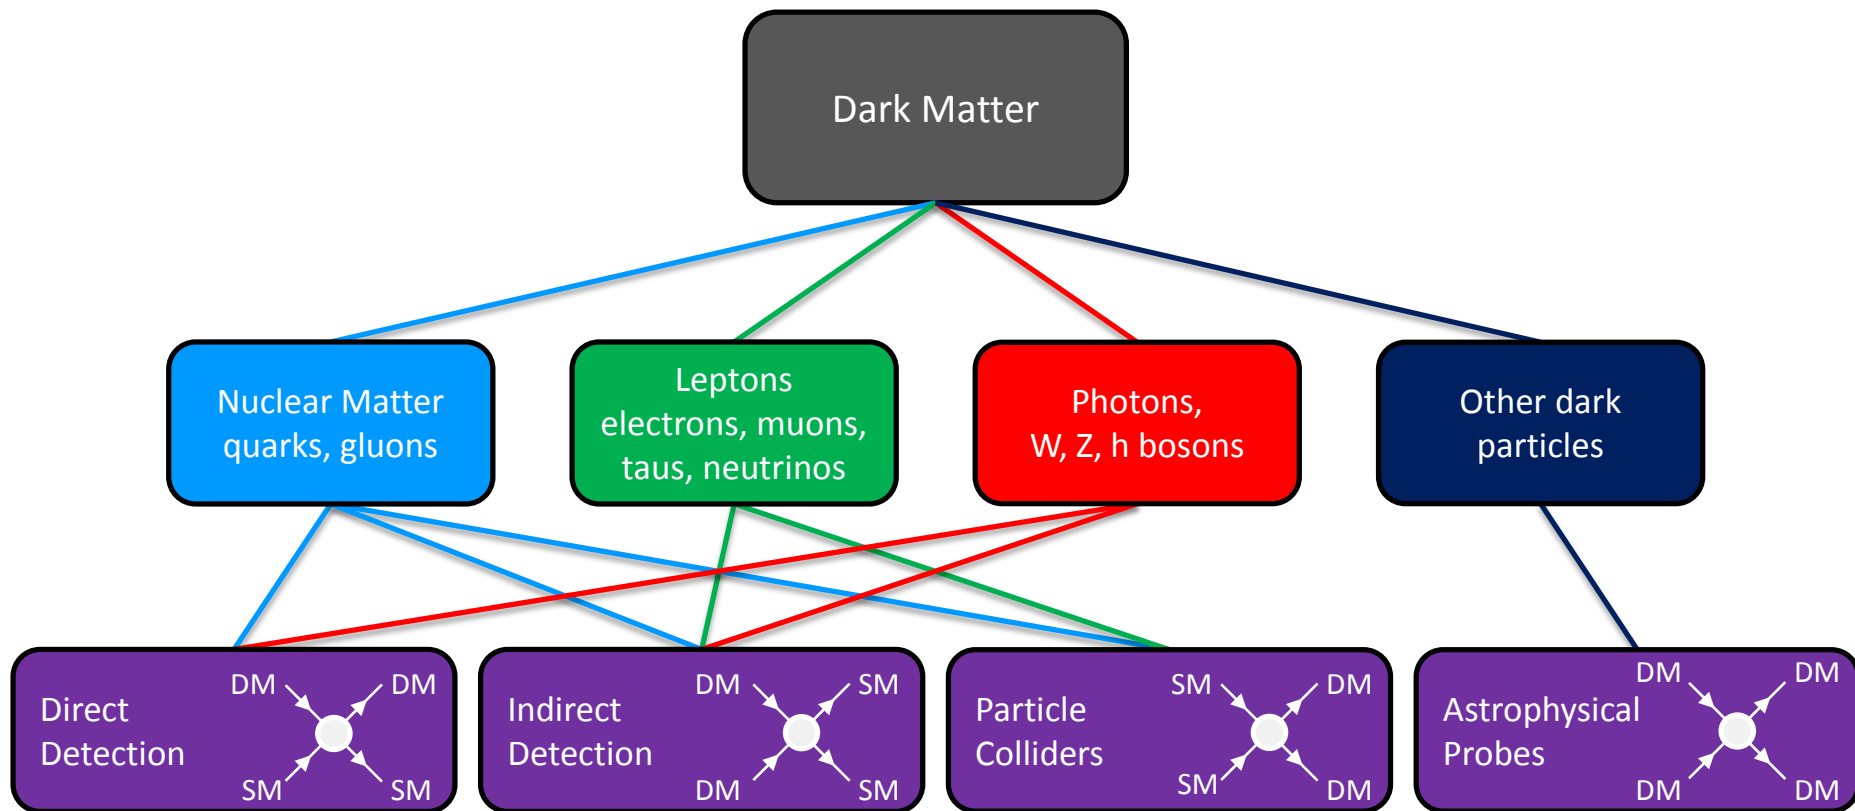 Dark Matter
Nuclear Matter
quarks, gluons
Leptons
electrons, muons,
taus, neutrinos
Photons,
W, Z, h bosons
Other dark
particles
Direct
Detection
DM
DM
SM
SM
Indirect
Detection
DM
SM
DM
SM
Particle
Colliders
SM
DM
SM
DM
Astrophysical
Probes
DM
DM
DM
DM